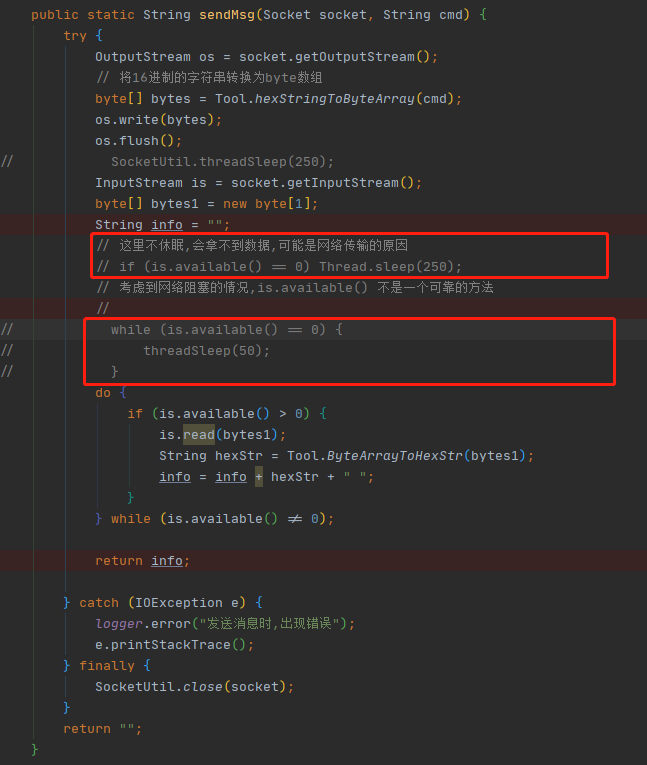 public static String sendMsg(Socket socket, String cmd) {
try {
OutputStream os = socket.getOutputStream();
// 将16进制的字符串转换为byte数组
byte[] bytes = Tool.hexStringToByteArray(cmd);
os.write(bytes);
os.flush();
// SocketUtil.threadSleep(250);
InputStream is = socket.getInputStream();
byte[] bytes1 = new byte[1];
String info = "";
// 这里不休眠,会拿不到数据,可能是网络传输的原因
// if (is.available() == 0) Thread.sleep(250);
// 考虑到网络阻塞的情况,is.available() 不是一个可靠的方法
//
// while (is.available() == 0) {
// threadSleep(50);
// }
do {
if (is.available() > 0) {
is.read(bytes1);
String hexStr = Tool.ByteArrayToHexStr(bytes1);
info = info + hexStr + " ";
}
} while (is.available() ≠ 0);
return info;
} catch (IOException e) {
logger.error("发送消息时,出现错误");
e.printStackTrace();
} finally {
SocketUtil.close(socket);
}
return "";
}